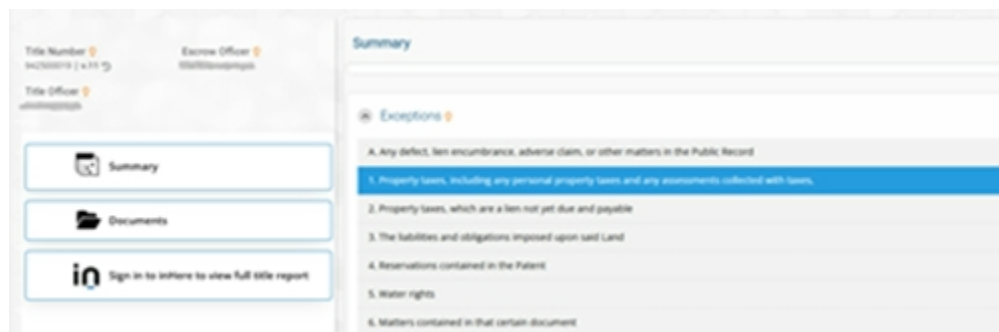 Title Number
Escrow Officer
| v.11
Title Officer
Summary
Documents
Sign in to inHere to view full title report
Summary
Exceptions
A. Any defect, lien encumbrance, adverse claim, or other matters in the Public Record
1. Property taxes, including any personal property taxes and any assessments collected with taxes,
2. Property taxes, which are a lien not yet due and payable
3. The liabilities and obligations imposed upon said Land
4. Reservations contained in the Patent
5. Water rights
6. Matters contained in that certain document